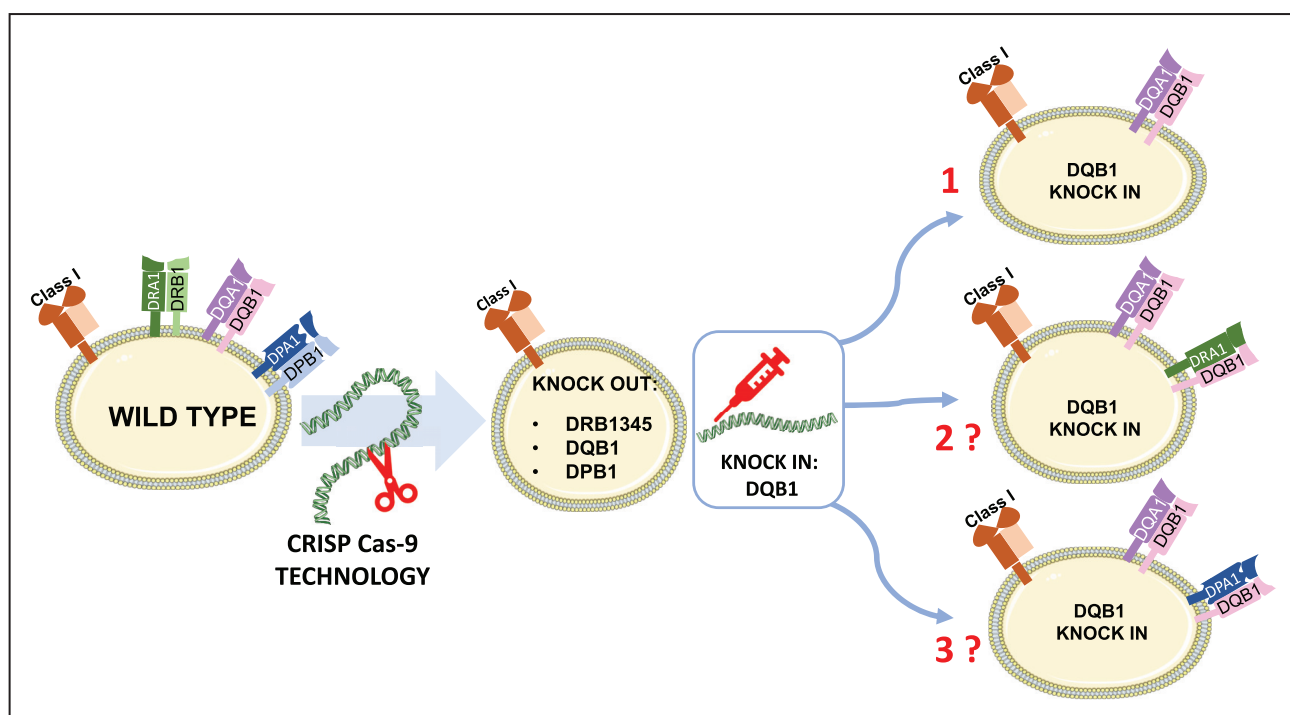 Class I
DRA1
DRB1
DQA1
DQB1
DPA1
DPB1
WILD TYPE
CRISP Cas-9
TECHNOLOGY
Class I
KNOCK OUT:
• DRB1345
• DQB1
• DPB1
KNOCK IN:
DQB1
1
Class I
DQA1
DQB1
DQB1
KNOCK IN
2 ?
Class I
DQA1
DQB1
DRA1
DQB1
DQB1
KNOCK IN
3 ?
Class I
DQA1
DQB1
DPA1
DQB1
DQB1
KNOCK IN